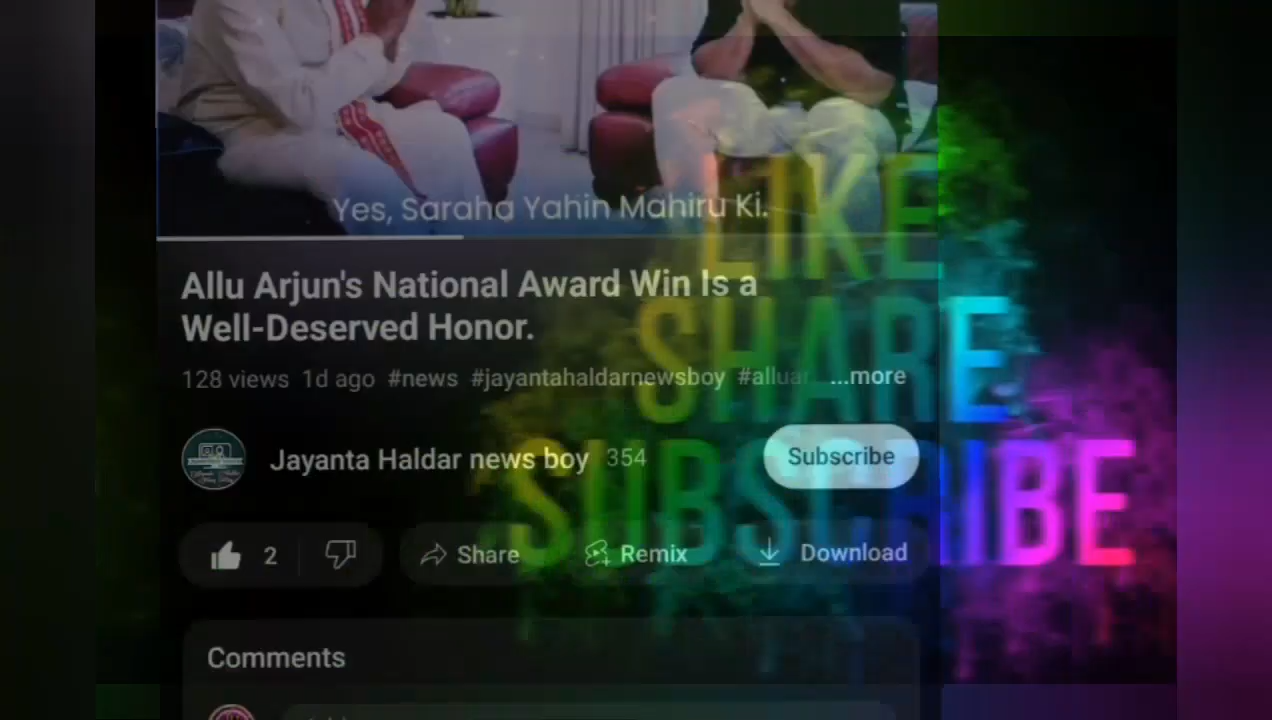 Yes, Saraha Yahin Mahiru Ki.
Allu Arjun's National Award Win Is a
Well-Deserved Honor.
128 views 1d ago #news #jayantahaldarnewsboy #alluar ...more
Jayanta Haldar news boy 354
Subscribe
2
Share
Remix
Download
Comments
LIKE
SHARE
SUBSCRIBE